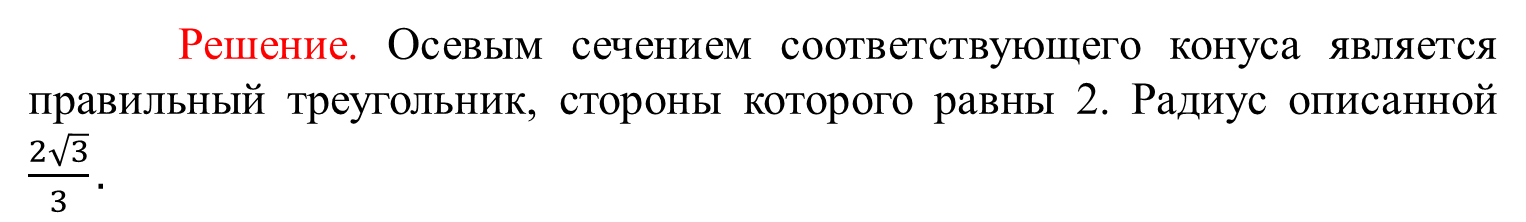 Решение. Осевым сечением соответствующего конуса является
правильный треугольник, стороны которого равны 2. Радиус описанной
2√3/3.